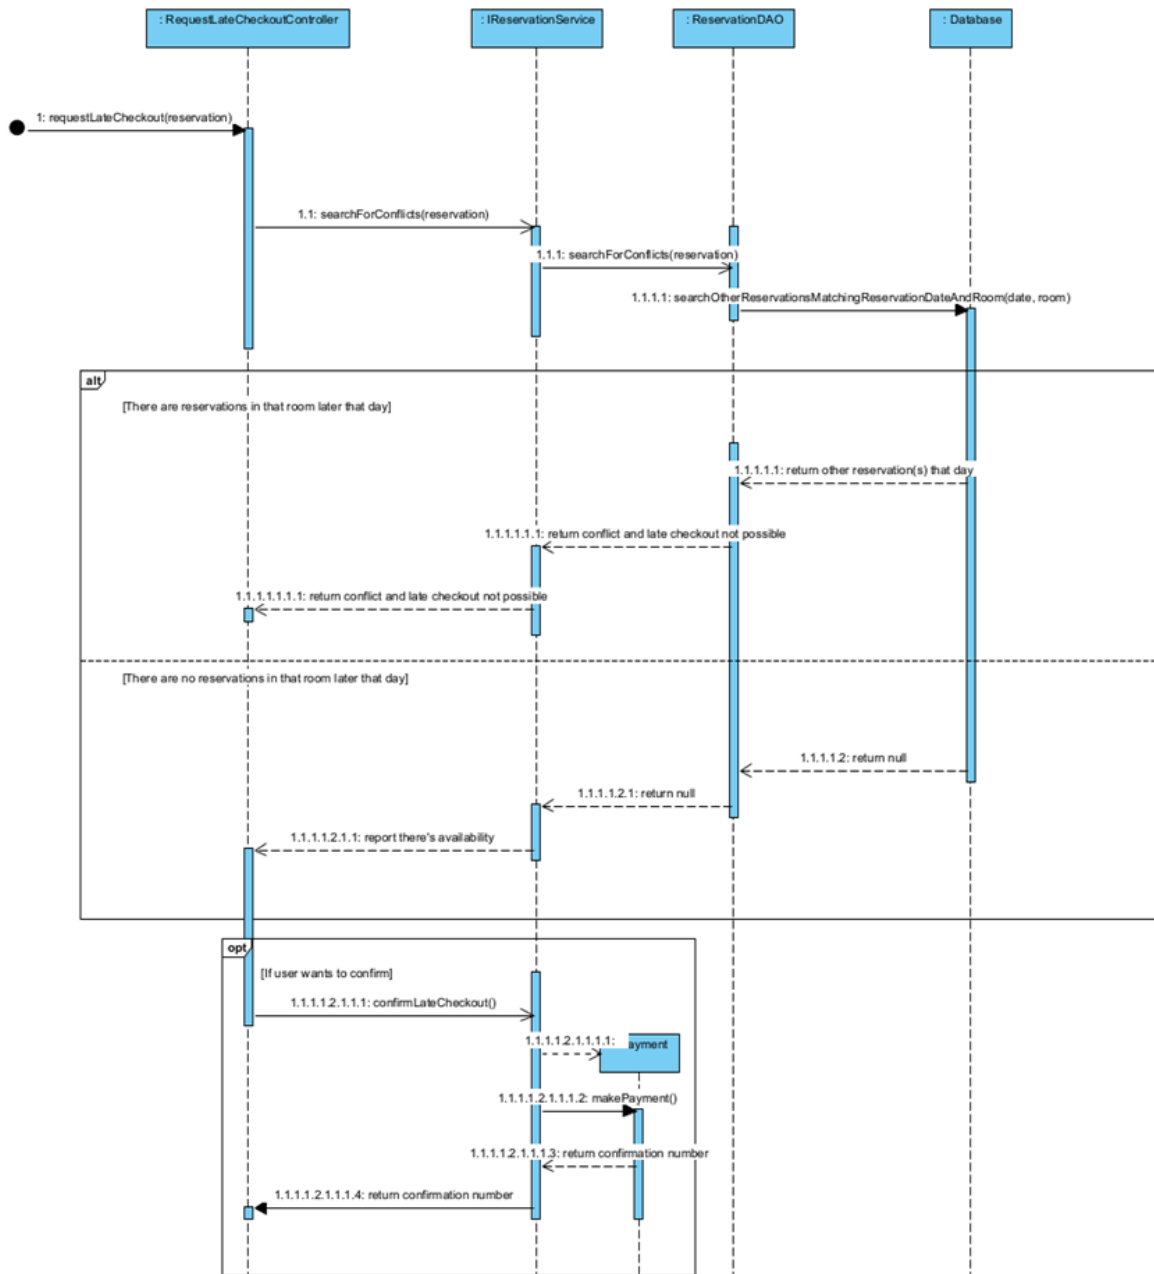 : RequestLateCheckoutController
: IReservationService
: ReservationDAO
: Database
1: requestLateCheckout(reservation)
1.1: searchForConflicts(reservation)
1.1.1: searchForConflicts(reservation)
1.1.1.1: searchOtherReservationsMatchingReservationDateAndRoom(date, room)
alt
[There are reservations in that room later that day]
1.1.1.1.1: return other reservation(s) that day
1.1.1.1.1.1: return conflict and late checkout not possible
1.1.1.1.1.1.1: return conflict and late checkout not possible
[There are no reservations in that room later that day]
1.1.1.1.2: return null
1.1.1.1.2.1: return null
1.1.1.1.2.1.1: report there's availability
opt
[If user wants to confirm]
1.1.1.1.2.1.1.1: confirmLateCheckout()
1.1.1.1.2.1.1.1.1:
ayment
1.1.1.1.2.1.1.1.2: makePayment()
1.1.1.1.2.1.1.1.3: return confirmation number
1.1.1.1.2.1.1.1.4: return confirmation number